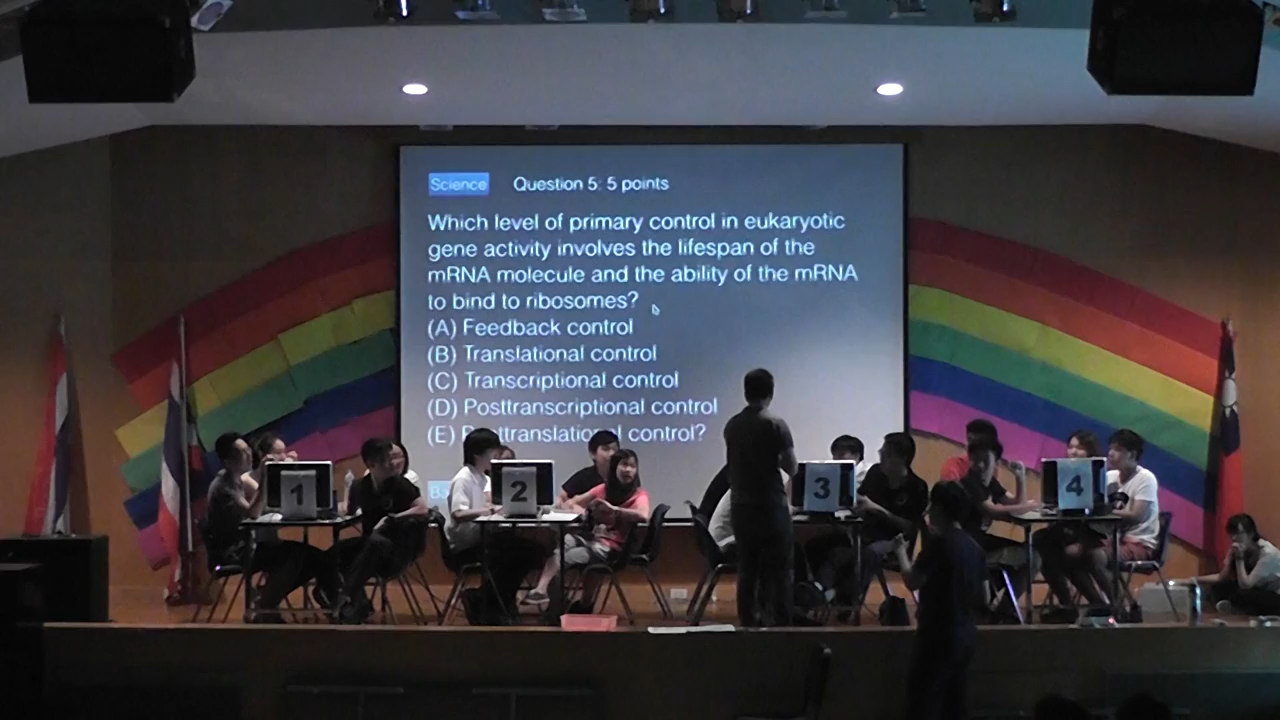 Science Question 5: 5 points
Which level of primary control in eukaryotic
gene activity involves the lifespan of the
mRNA molecule and the ability of the mRNA
to bind to ribosomes?
(A) Feedback control
(B) Translational control
(C) Transcriptional control
(D) Posttranscriptional control
(E) Posttranslational control?
1
2
3
4